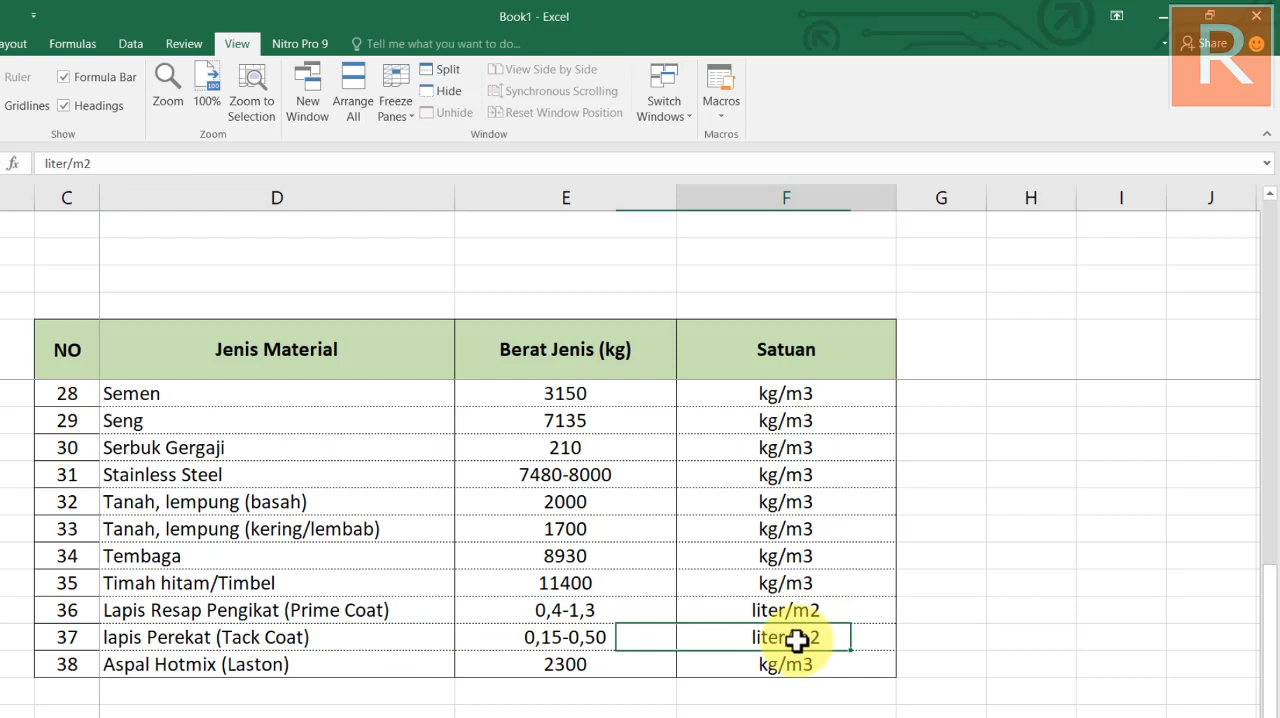 Book1 - Excel
ayout Formulas Data Review View Nitro Pro 9 Tell me what you want to do... Share
R
Ruler Formula Bar
Gridlines Headings
Show
Zoom 100% Zoom to Selection
Zoom
New Window Arrange All Freeze Panes
Split
Hide
Unhide
View Side by Side
Synchronous Scrolling
Reset Window Position
Window
Switch Windows
Macros
Macros
fx liter/m2
C D E F G H I J
NO Jenis Material Berat Jenis (kg) Satuan
28 Semen 3150 kg/m3
29 Seng 7135 kg/m3
30 Serbuk Gergaji 210 kg/m3
31 Stainless Steel 7480-8000 kg/m3
32 Tanah, lempung (basah) 2000 kg/m3
33 Tanah, lempung (kering/lembab) 1700 kg/m3
34 Tembaga 8930 kg/m3
35 Timah hitam/Timbel 11400 kg/m3
36 Lapis Resap Pengikat (Prime Coat) 0,4-1,3 liter/m2
37 lapis Perekat (Tack Coat) 0,15-0,50 liter/m2
38 Aspal Hotmix (Laston) 2300 kg/m3